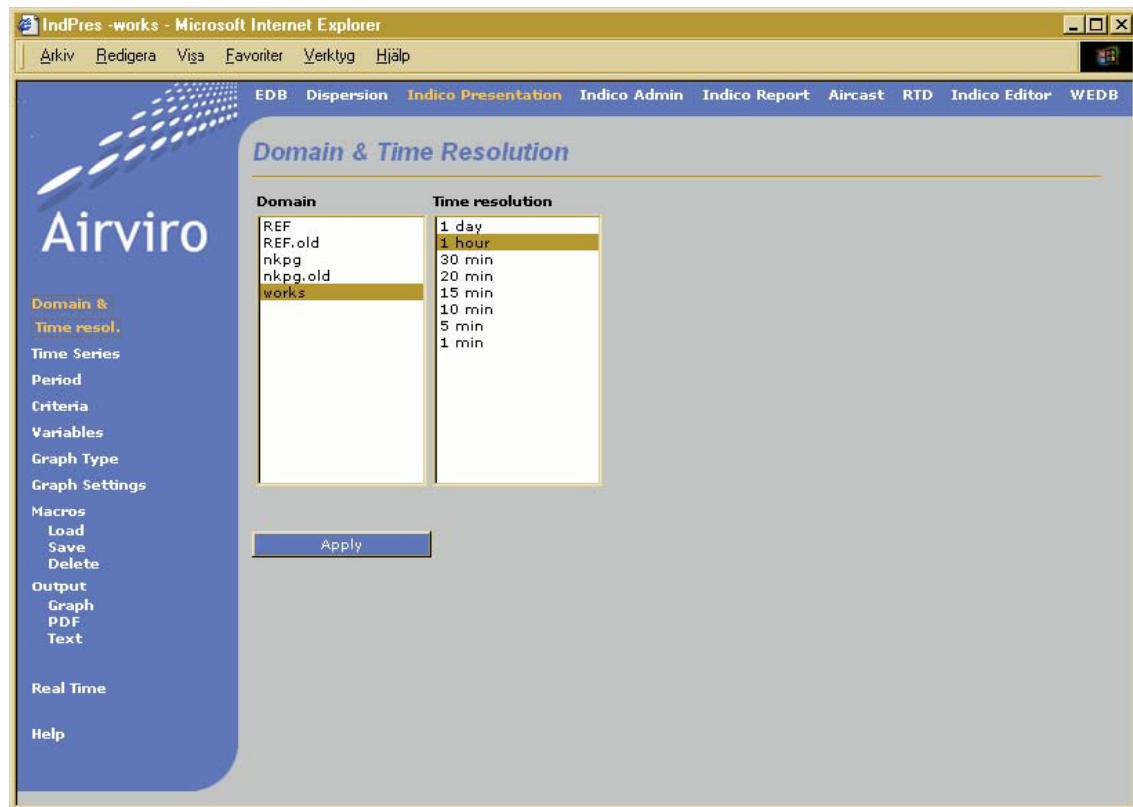 IndPres -works - Microsoft Internet Explorer
Arkiv Redigera Visa Favoriter Verktyg Hjälp
EDB Dispersion Indico Presentation Indico Admin Indico Report Aircast RTD Indico Editor WEDB
Airviro
Domain &
Time resol.
Time Series
Period
Criteria
Variables
Graph Type
Graph Settings
Macros
Load
Save
Delete
Output
Graph
PDF
Text
Real Time
Help
Domain & Time Resolution
Domain
REF
REF.old
nkpg
nkpg.old
works
Time resolution
1 day
1 hour
30 min
20 min
15 min
10 min
5 min
1 min
Apply